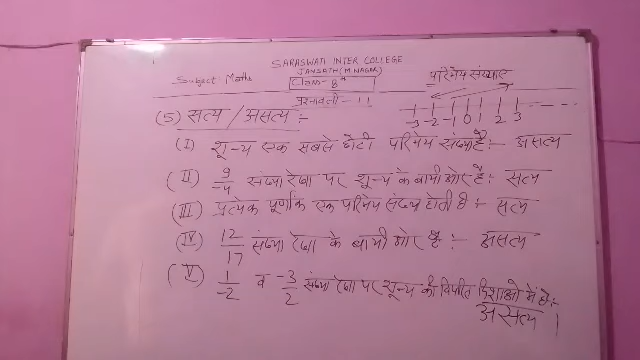 SARASWATI INTER COLLEGE
JANSATH (M.NAGAR)
Subject Maths
Class - 8th
प्रश्नावली - 1.1
परिमेय संख्याएं
-3 -2 -1 0 1 2 3
(5) सत्य / असत्य :-
(I) शून्य एक सबसे छोटी परिमेय संख्या है :- असत्य
(II) 9/-4 संख्या रेखा पर शून्य के बायी ओर है :- सत्य
(III) प्रत्येक पूर्णांक एक परिमेय संख्या होती है :- सत्य
(IV) 12/17 संख्या रेखा के बायी ओर है :- असत्य
(V) 1/-2 व -3/2 संख्या रेखा पर शून्य की विपरित दिशाओ में है :-
असत्य ।